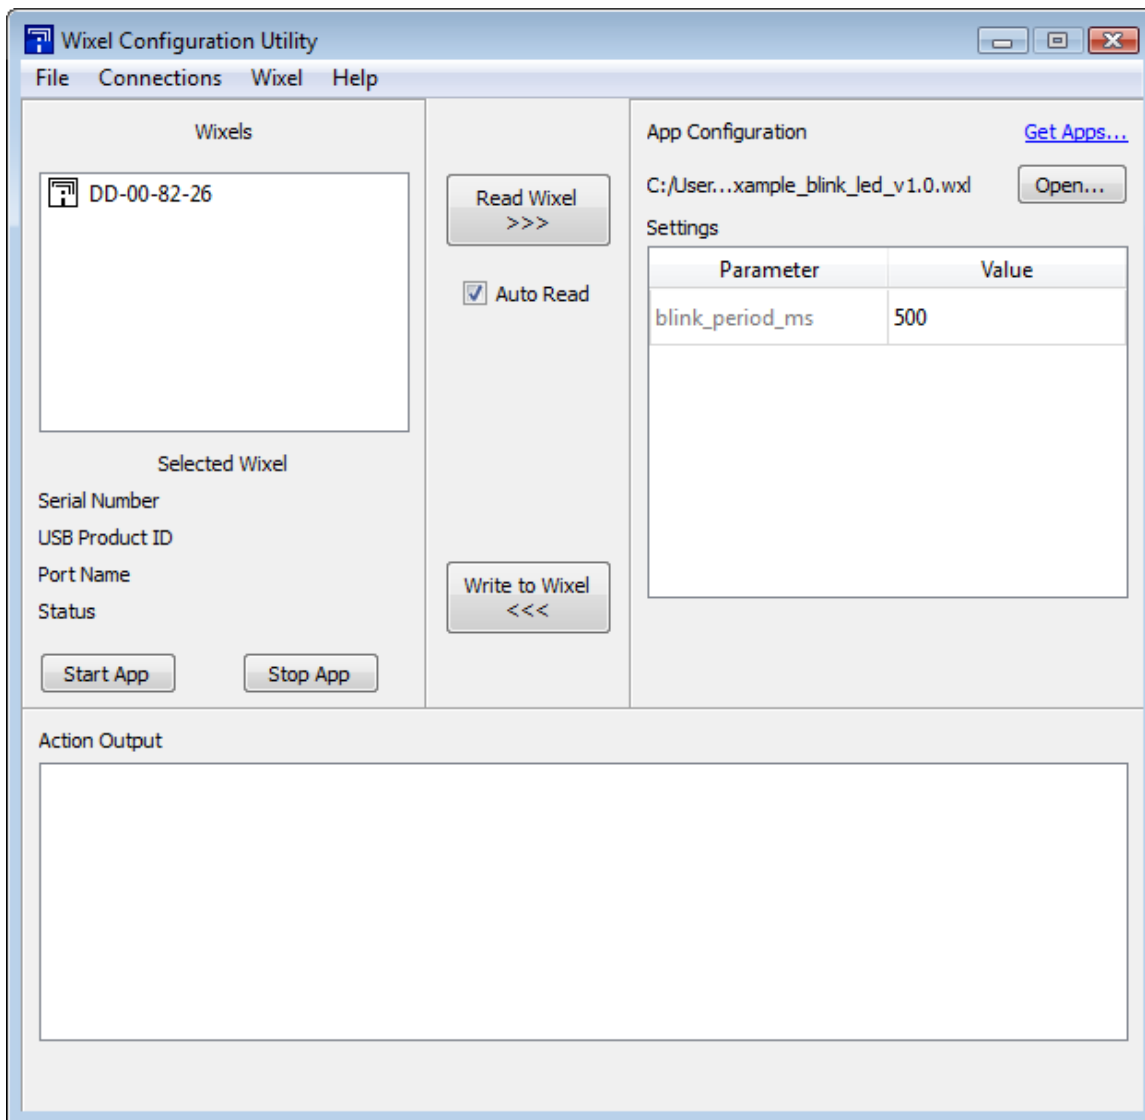 Wixel Configuration Utility
File Connections Wixel Help
Wixels
DD-00-82-26
Selected Wixel
Serial Number
USB Product ID
Port Name
Status
Start App Stop App
Read Wixel
>>>
Auto Read
Write to Wixel
<<<
App Configuration Get Apps...
C:/User...xample_blink_led_v1.0.wxl Open...
Settings
Parameter Value
blink_period_ms 500
Action Output